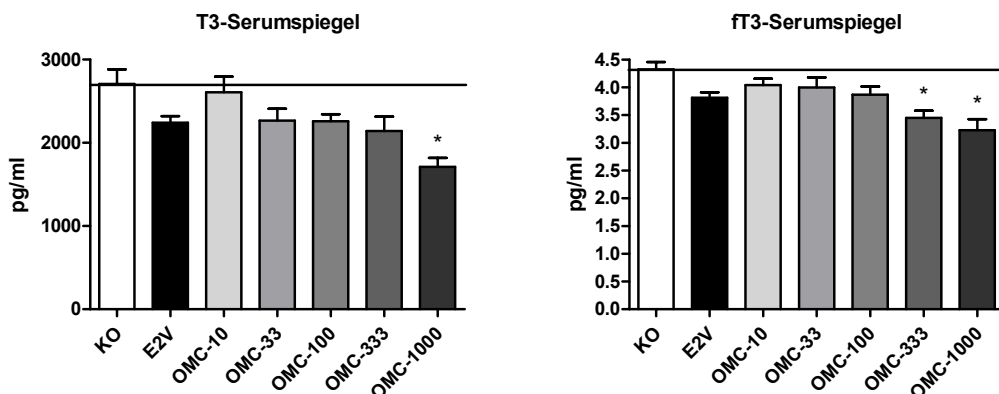 T3-Serumspiegel
3000
2000
1000
0
pg/ml
*
KO
E2V
OMC-10
OMC-33
OMC-100
OMC-333
OMC-1000
fT3-Serumspiegel
4.5
4.0
3.5
3.0
2.5
2.0
1.5
1.0
0.5
0.0
pg/ml
*
*
KO
E2V
OMC-10
OMC-33
OMC-100
OMC-333
OMC-1000